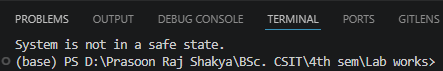 PROBLEMS OUTPUT DEBUG CONSOLE TERMINAL PORTS GITLENS
System is not in a safe state.
(base) PS D:\Prasoon Raj Shakya\BSc. CSIT\4th sem\Lab works>